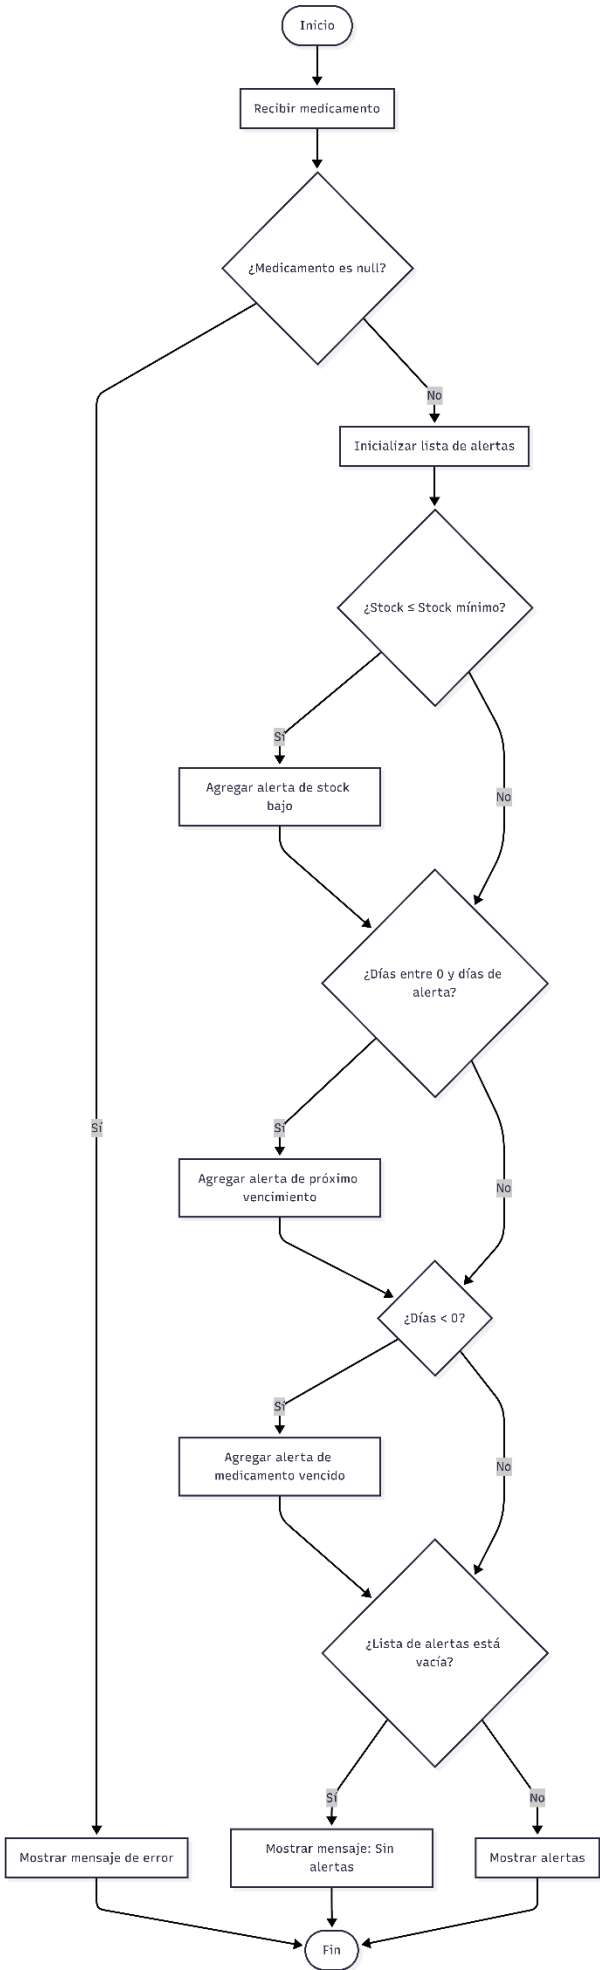 Inicio
Recibir medicamento
¿Medicamento es null?
No
Inicializar lista de alertas
¿Stock ≤ Stock mínimo?
Sí
Agregar alerta de stock
bajo
No
¿Días entre 0 y días de
alerta?
Sí
Sí
Agregar alerta de próximo
vencimiento
No
¿Días < 0?
Sí
Agregar alerta de
medicamento vencido
No
¿Lista de alertas está
vacía?
Sí
No
Mostrar mensaje de error
Mostrar mensaje: Sin
alertas
Mostrar alertas
Fin